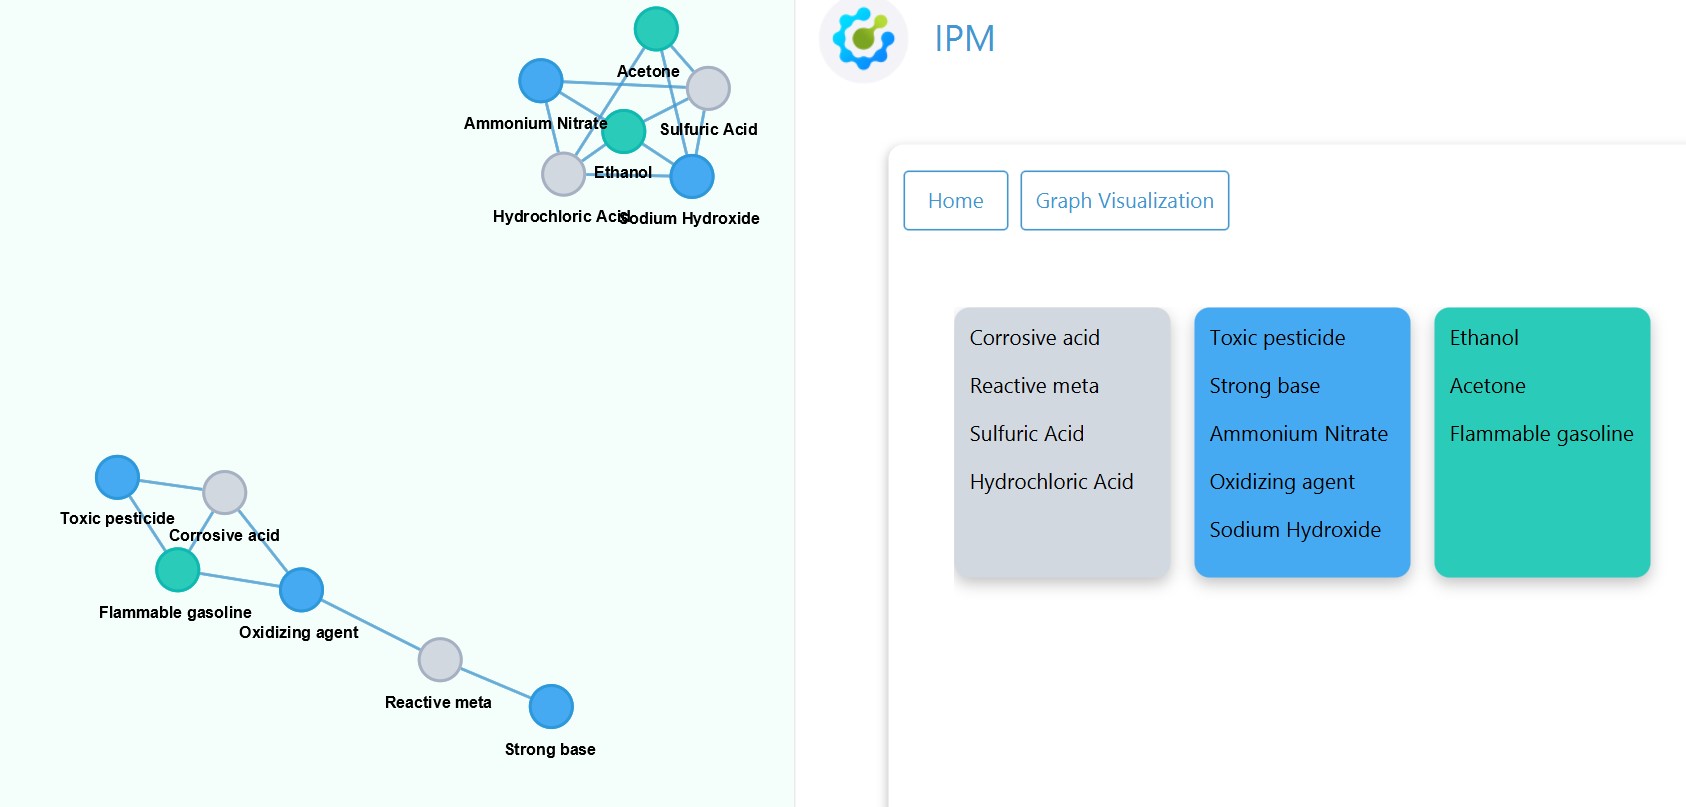 Acetone
Ammonium Nitrate
Sulfuric Acid
Ethanol
Hydrochloric Acid
Sodium Hydroxide
Toxic pesticide
Corrosive acid
Flammable gasoline
Oxidizing agent
Reactive meta
Strong base
IPM
Home
Graph Visualization
Corrosive acid
Reactive meta
Sulfuric Acid
Hydrochloric Acid
Toxic pesticide
Strong base
Ammonium Nitrate
Oxidizing agent
Sodium Hydroxide
Ethanol
Acetone
Flammable gasoline